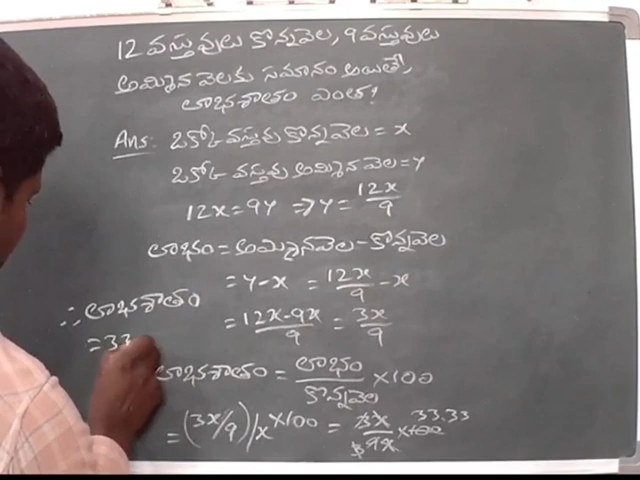 12 వస్తువులు కొన్నవెల, 9 వస్తువులు
అమ్మిన వెలకు సమానం అయితే,
లాభశాతం ఎంత?
Ans: ఒకోక్క వస్తువు కొన్నవెల = x
ఒకోక్క వస్తువు అమ్మిన వెల = y
12x = 9y => y = 12x/9
లాభం = అమ్మినవెల - కొన్నవెల
= y - x = 12x/9 - x
= 12x-9x/9 = 3x/9
లాభశాతం = లాభం/కొన్నవెల × 100
= (3x/9)/x × 100 = 3x/9x × 100 33.33
∴ లాభశాతం
= 33